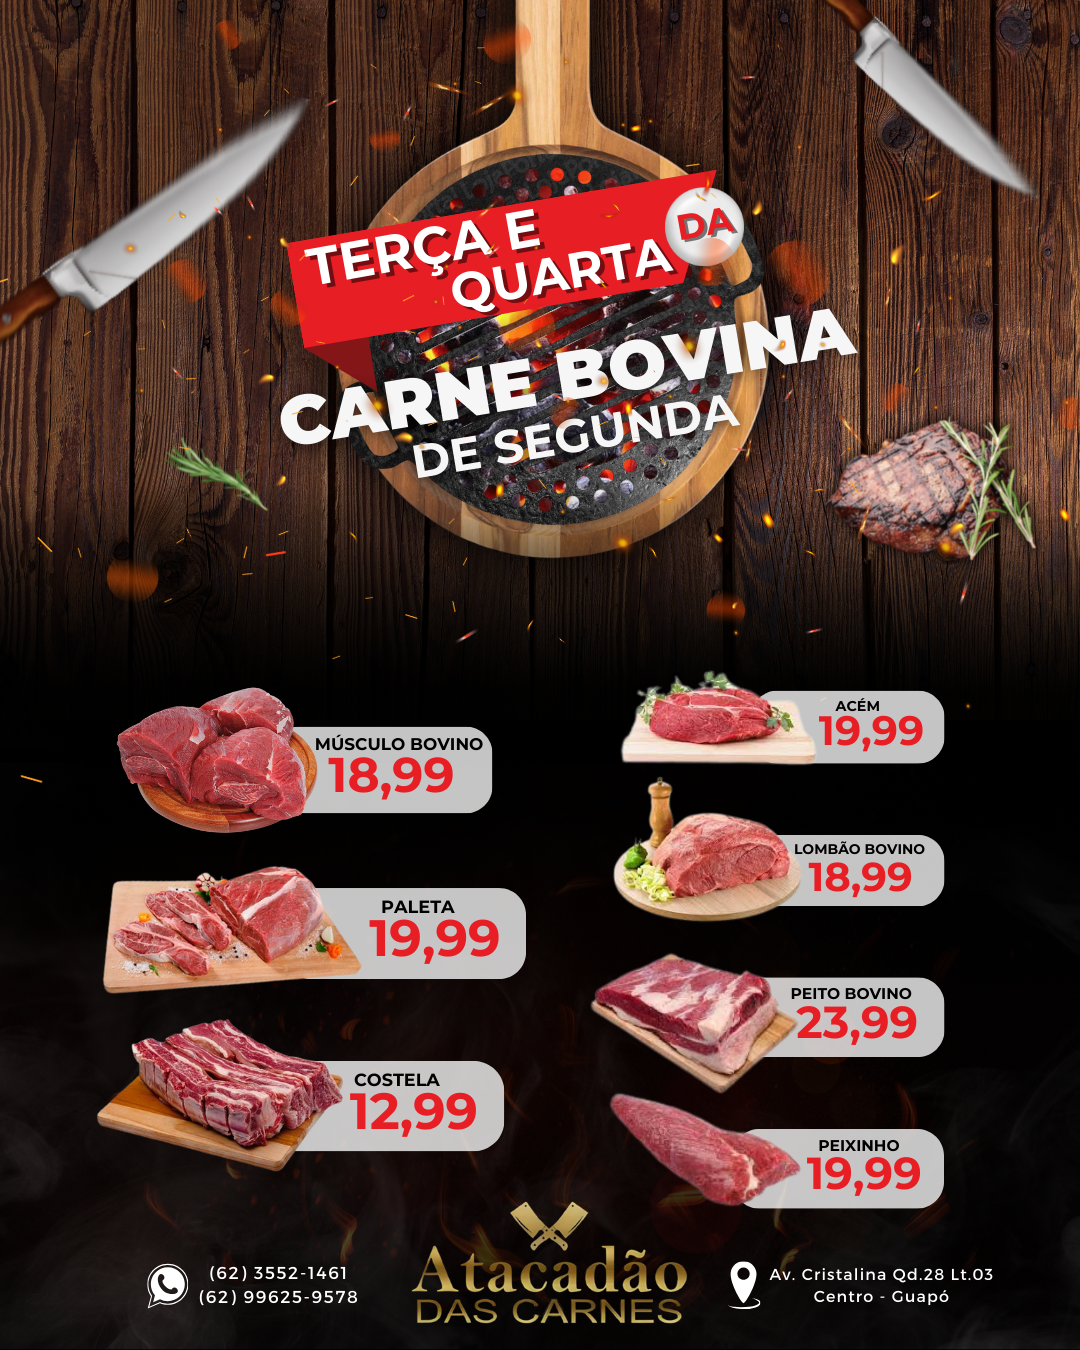 TERÇA E
QUARTA DA
CARNE BOVINA
DE SEGUNDA
MÚSCULO BOVINO
18,99
PALETA
19,99
COSTELA
12,99
ACÉM
19,99
LOMBÃO BOVINO
18,99
PEITO BOVINO
23,99
PEIXINHO
19,99
(62) 3552-1461
(62) 99625-9578
Atacadão
DAS CARNES
Av. Cristalina Qd.28 Lt.03
Centro - Guapó